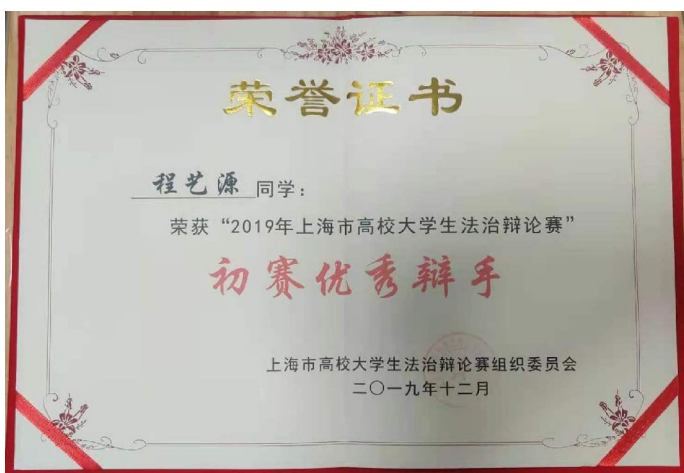 荣誉证书
程艺源同学：
荣获“2019年上海市高校大学生法治辩论赛”
初赛优秀辩手
上海市高校大学生法治辩论赛组织委员会
二〇一九年十二月